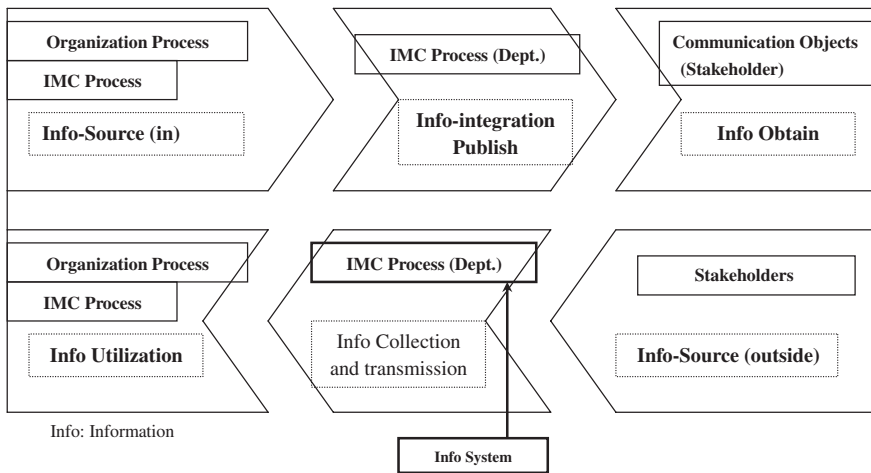 Organization Process
IMC Process
Info-Source (in)
IMC Process (Dept.)
Info-integration
Publish
Communication Objects
(Stakeholder)
Info Obtain
Organization Process
IMC Process
Info Utilization
IMC Process (Dept.)
Info Collection
and transmission
Stakeholders
Info-Source (outside)
Info: Information
Info System